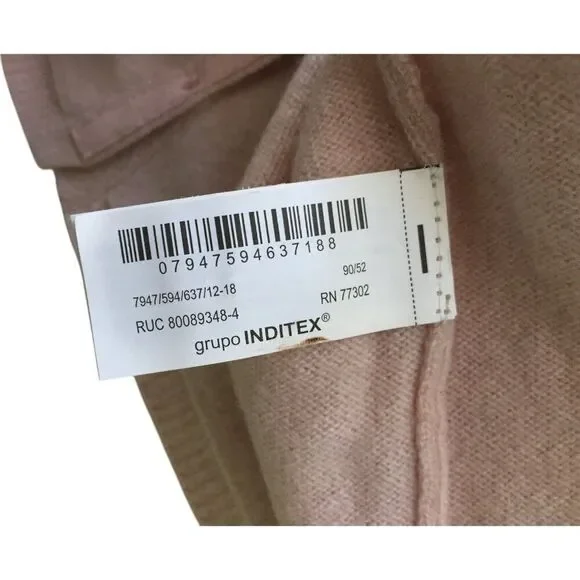 07947594637188
90/52
7947/594/637/12-18
RN 77302
RUC 80089348-4
grupo INDITEX®